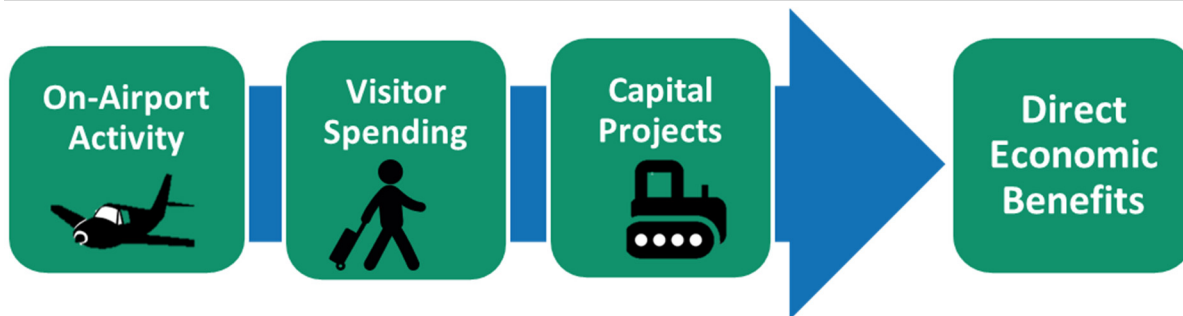 On-Airport
Activity
Visitor
Spending
Capital
Projects
Direct
Economic
Benefits